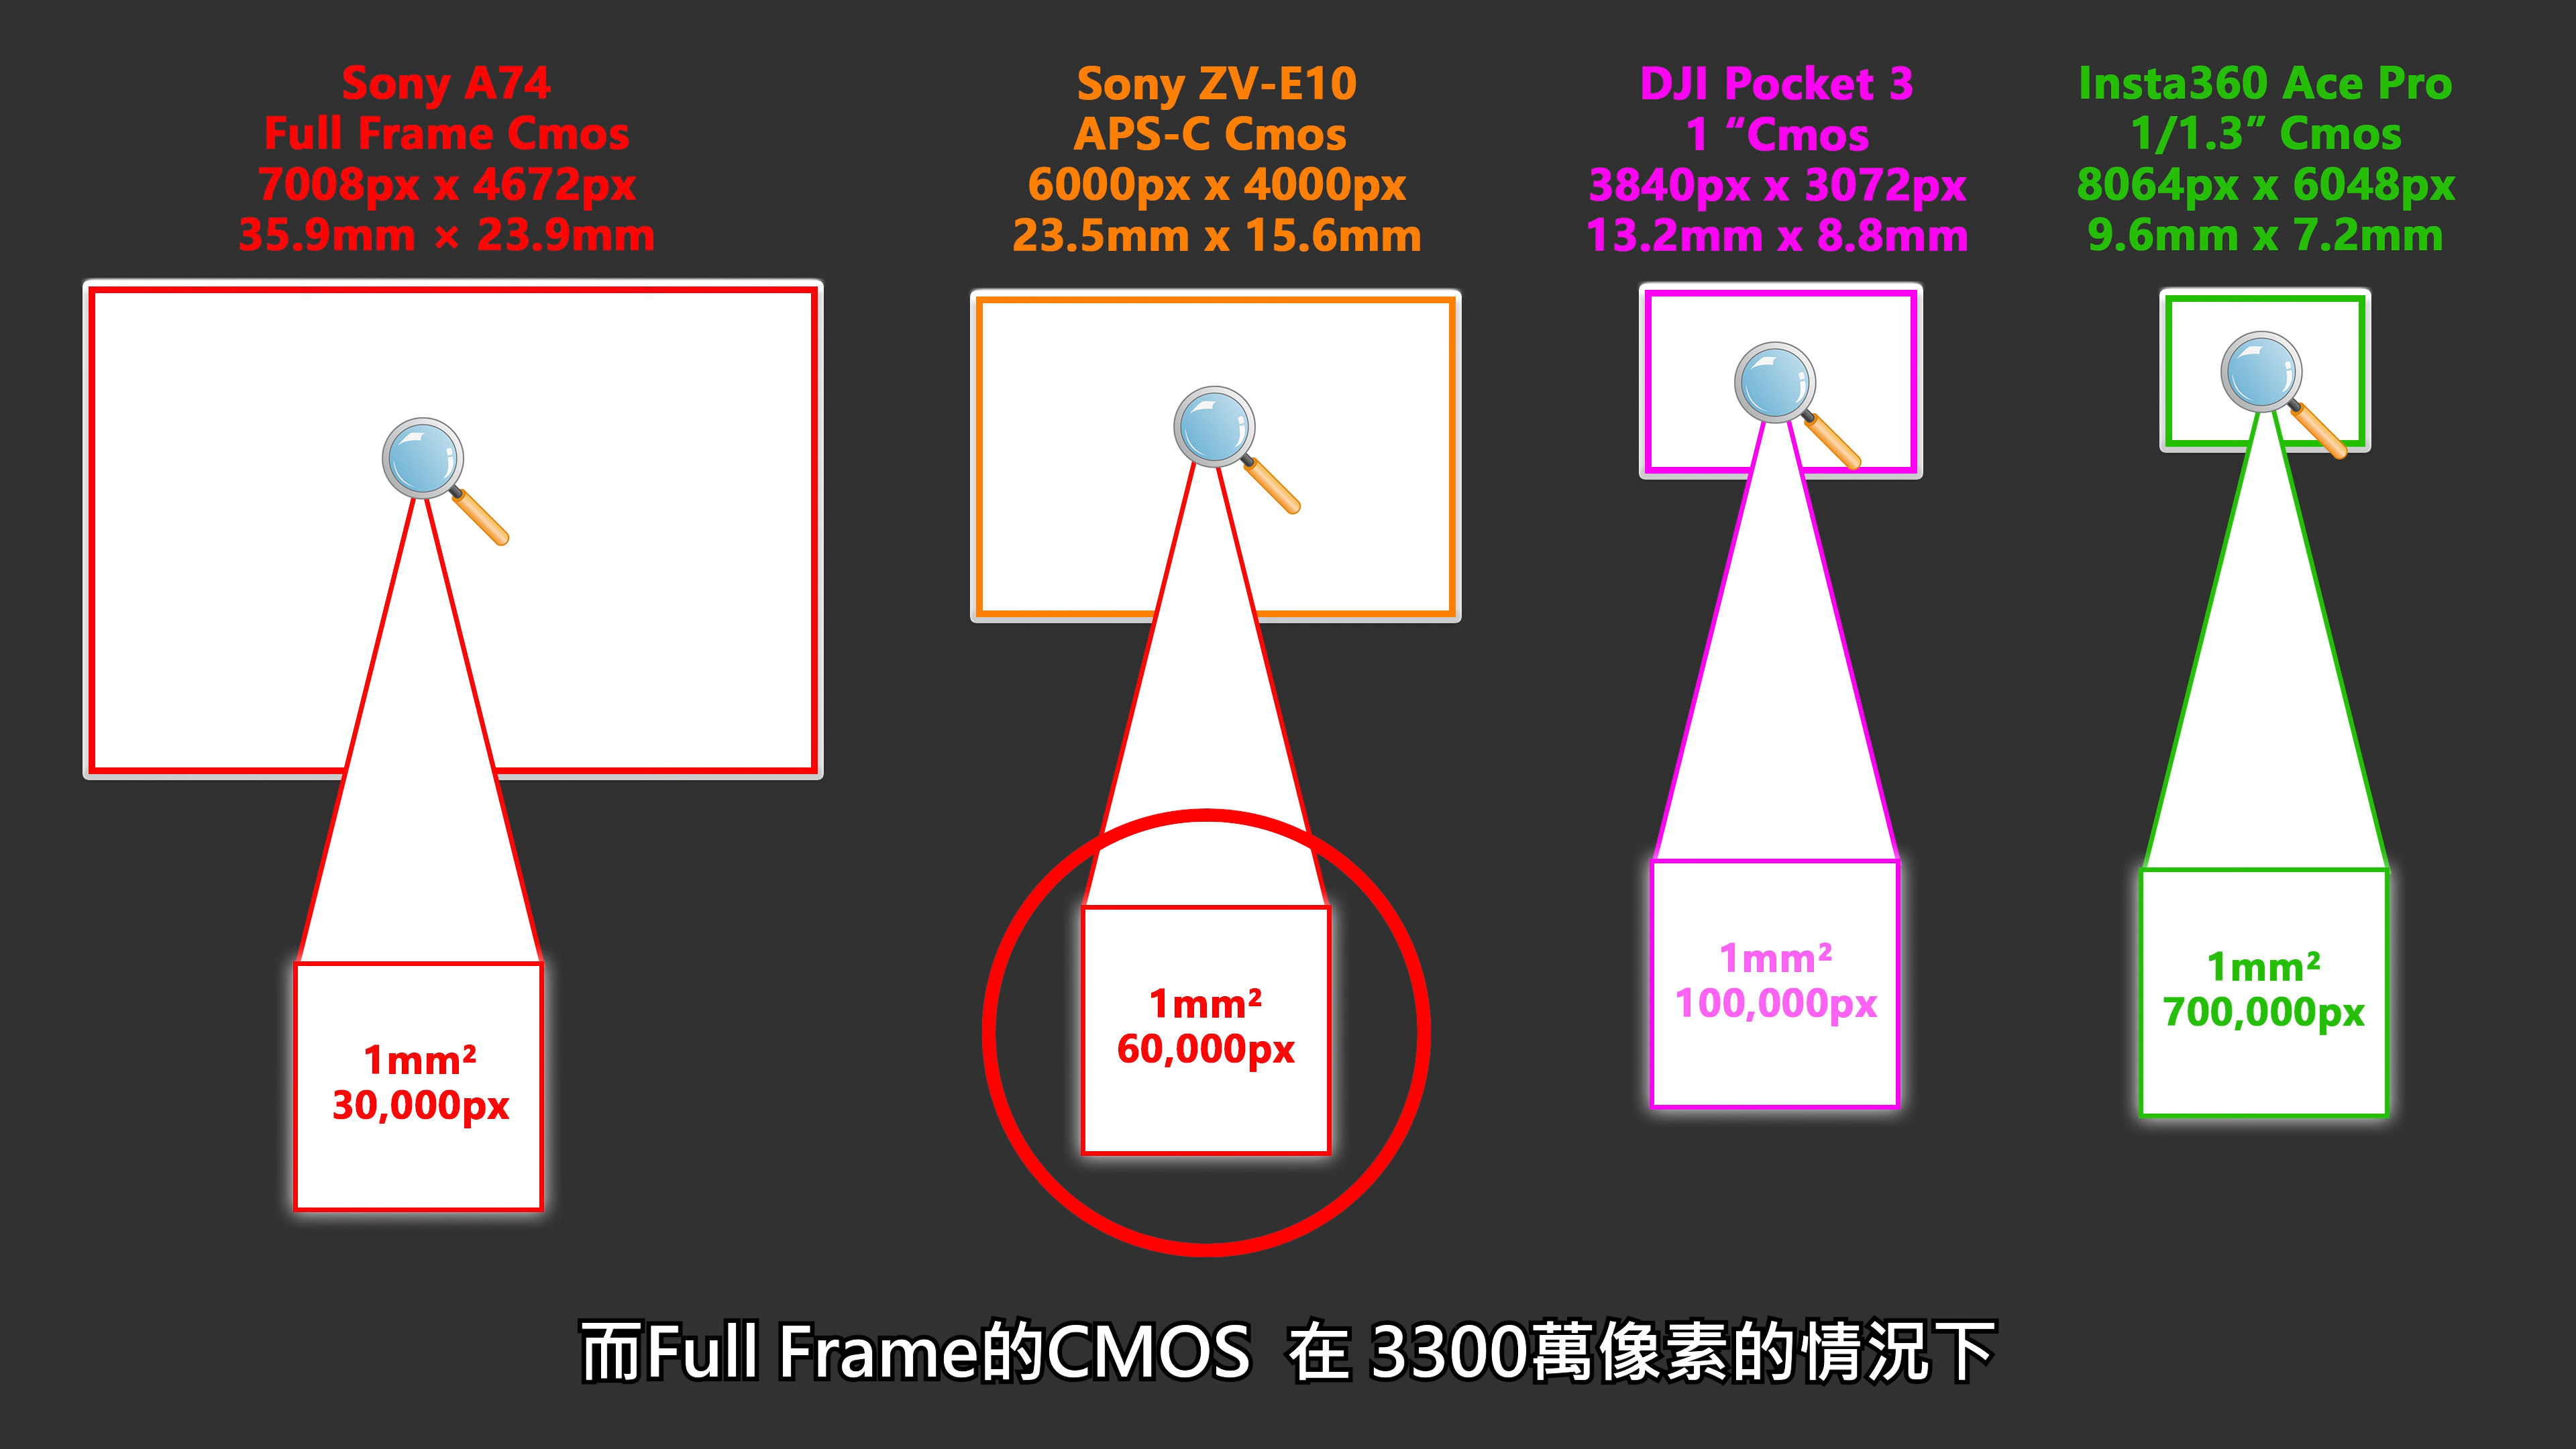 Sony A74
Full Frame Cmos
7008px x 4672px
35.9mm × 23.9mm
Sony ZV-E10
APS-C Cmos
6000px x 4000px
23.5mm x 15.6mm
DJI Pocket 3
1 “Cmos
3840px x 3072px
13.2mm x 8.8mm
Insta360 Ace Pro
1/1.3” Cmos
8064px x 6048px
9.6mm x 7.2mm
1mm²
30,000px
1mm²
60,000px
1mm²
100,000px
1mm²
700,000px
而Full Frame的CMOS 在 3300萬像素的情況下